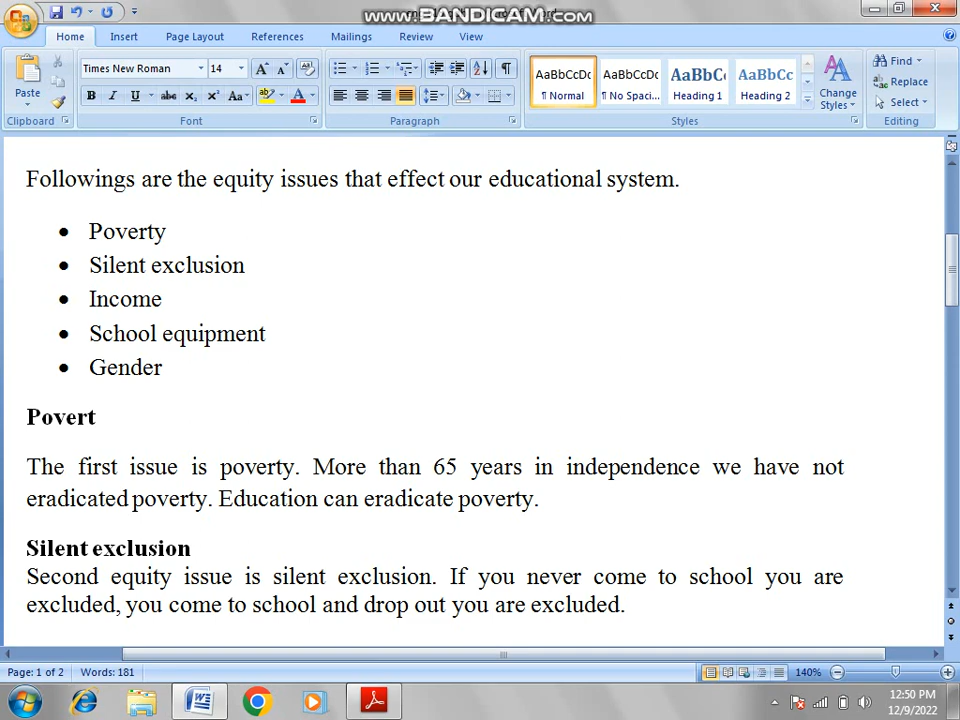 www.BANDICAM.com
Home Insert Page Layout References Mailings Review View
Paste
Clipboard
Times New Roman 14
B I U abc X₂ X² Aa A
Font
Paragraph
AaBbCcDc AaBbCcDc AaBbC AaBbCc
¶ Normal ¶ No Spaci... Heading 1 Heading 2
Change Styles
Styles
Find
Replace
Select
Editing
Followings are the equity issues that effect our educational system.
• Poverty
• Silent exclusion
• Income
• School equipment
• Gender
Povert
The first issue is poverty. More than 65 years in independence we have not
eradicated poverty. Education can eradicate poverty.
Silent exclusion
Second equity issue is silent exclusion. If you never come to school you are
excluded, you come to school and drop out you are excluded.
Page: 1 of 2 Words: 181 140%
12:50 PM
12/9/2022